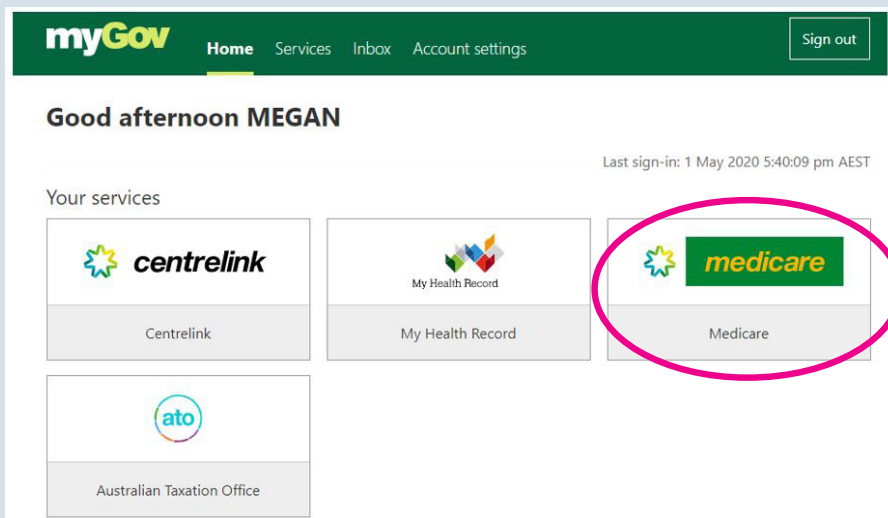 myGov Home Services Inbox Account settings Sign out
Good afternoon MEGAN
Last sign-in: 1 May 2020 5:40:09 pm AEST
Your services
centrelink
My Health Record
medicare
Centrelink
My Health Record
Medicare
ato
Australian Taxation Office